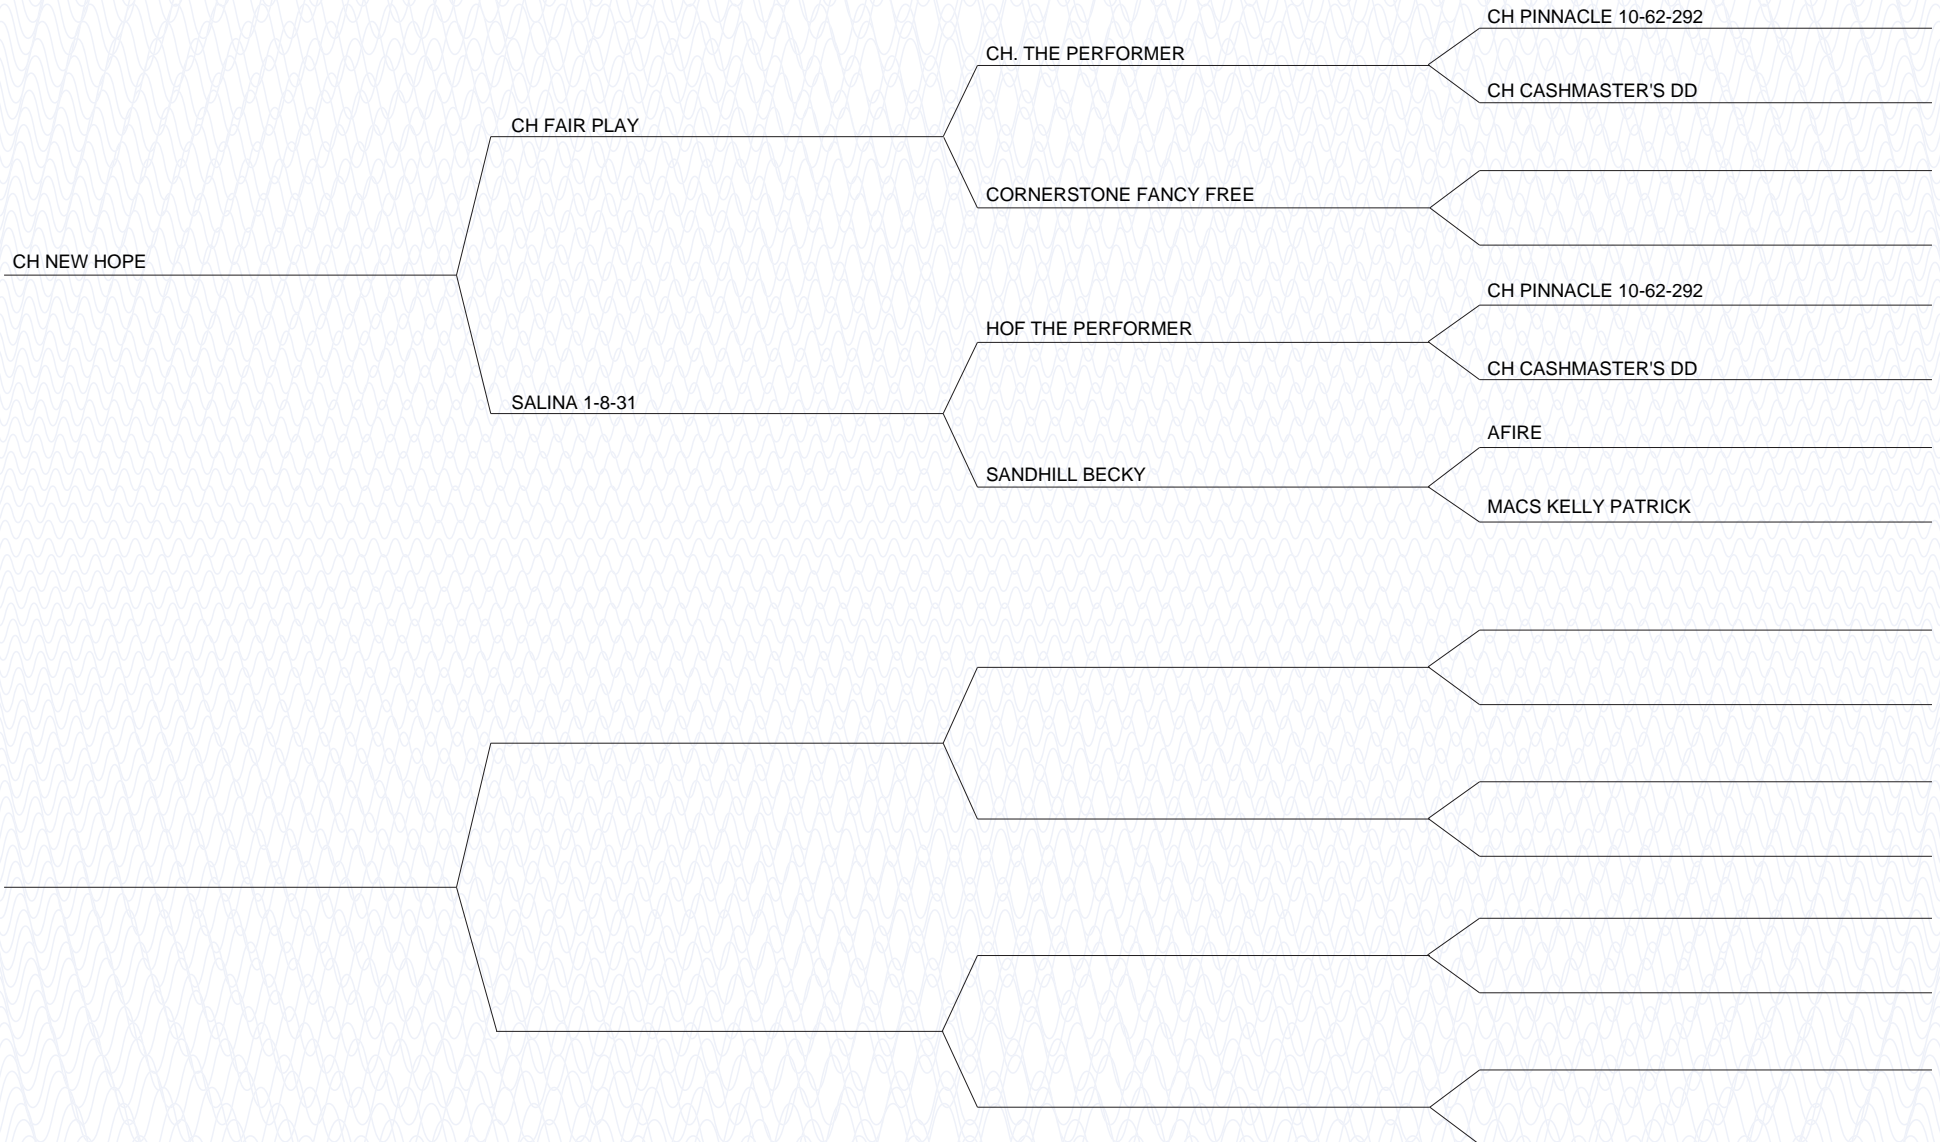 CH PINNACLE 10-62-292
CH. THE PERFORMER
CH CASHMASTER'S DD
CH FAIR PLAY
CORNERSTONE FANCY FREE
CH NEW HOPE
CH PINNACLE 10-62-292
HOF THE PERFORMER
CH CASHMASTER'S DD
SALINA 1-8-31
AFIRE
SANDHILL BECKY
MACS KELLY PATRICK